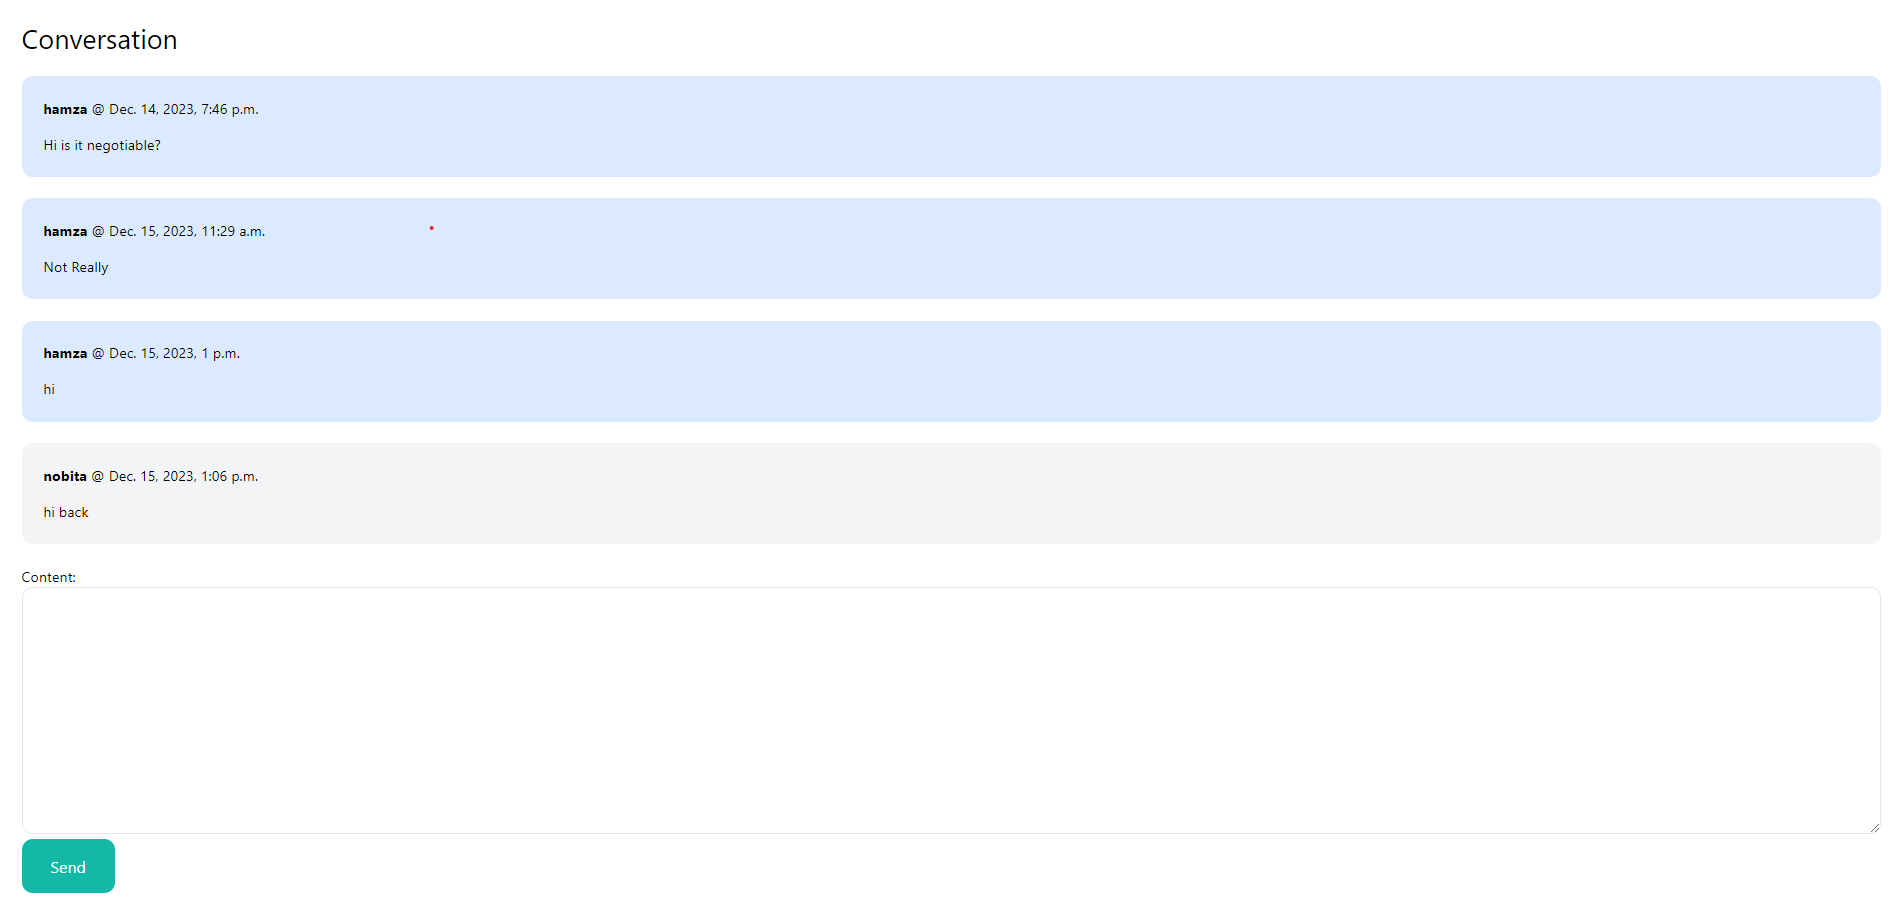 Conversation
hamza @ Dec. 14, 2023, 7:46 p.m.
Hi is it negotiable?
hamza @ Dec. 15, 2023, 11:29 a.m.
Not Really
hamza @ Dec. 15, 2023, 1 p.m.
hi
nobita @ Dec. 15, 2023, 1:06 p.m.
hi back
Content:
Send